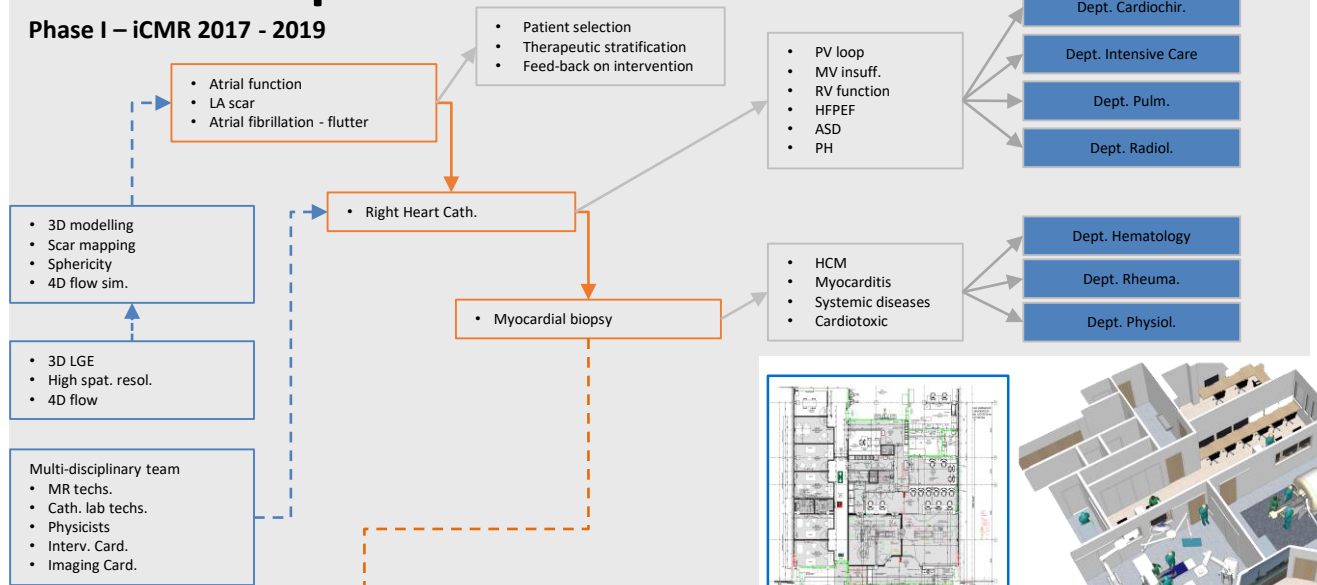 Phase I – iCMR 2017 - 2019
• Patient selection
• Therapeutic stratification
• Feed-back on intervention
• Atrial function
• LA scar
• Atrial fibrillation - flutter
• PV loop
• MV insuff.
• RV function
• HFPEF
• ASD
• PH
Dept. Cardiochir.
Dept. Intensive Care
Dept. Pulm.
Dept. Radiol.
• 3D modelling
• Scar mapping
• Sphericity
• 4D flow sim.
• Right Heart Cath.
• Myocardial biopsy
• HCM
• Myocarditis
• Systemic diseases
• Cardiotoxic
Dept. Hematology
Dept. Rheuma.
Dept. Physiol.
• 3D LGE
• High spat. resol.
• 4D flow
Multi-disciplinary team
• MR techs.
• Cath. lab techs.
• Physicists
• Interv. Card.
• Imaging Card.